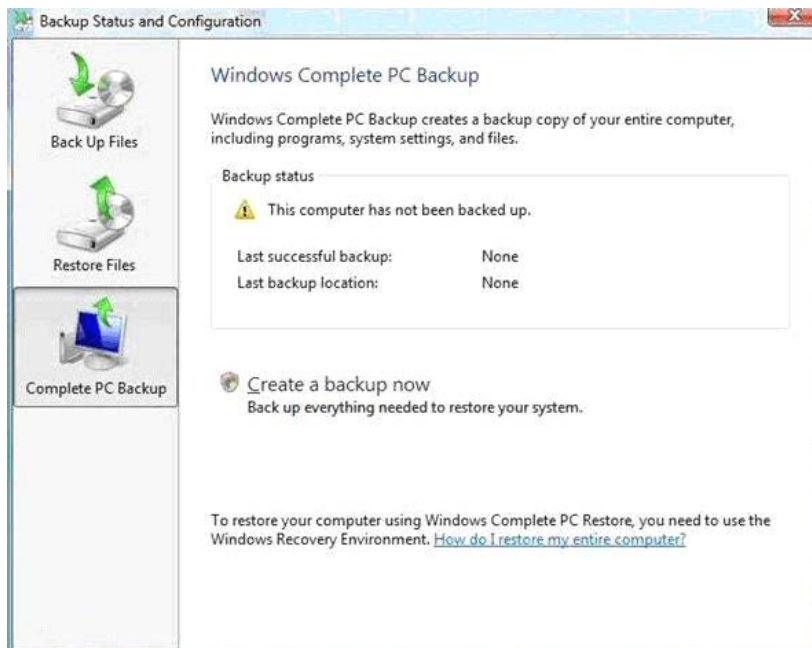 Backup Status and Configuration
Back Up Files
Restore Files
Complete PC Backup
Windows Complete PC Backup
Windows Complete PC Backup creates a backup copy of your entire computer,
including programs, system settings, and files.
Backup status
This computer has not been backed up.
Last successful backup: None
Last backup location: None
Create a backup now
Back up everything needed to restore your system.
To restore your computer using Windows Complete PC Restore, you need to use the
Windows Recovery Environment. How do I restore my entire computer?